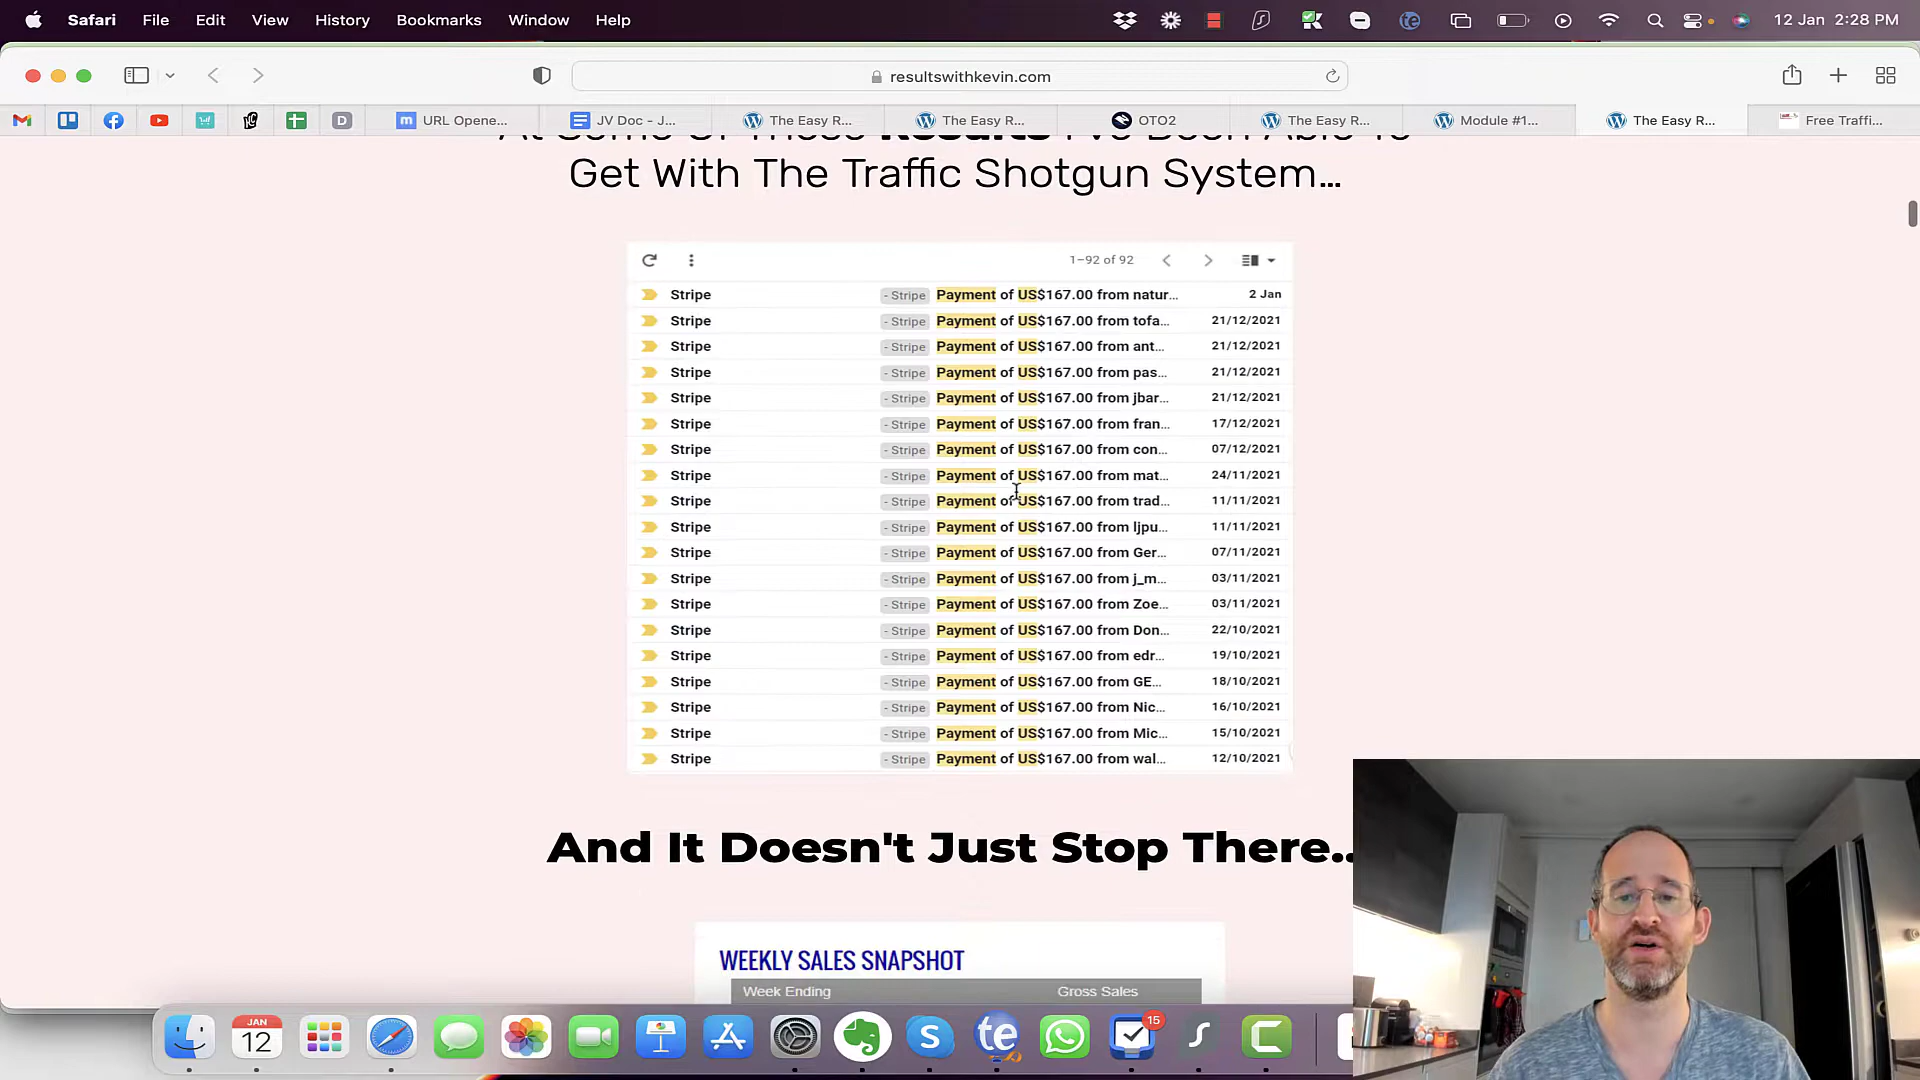 Safari File Edit View History Bookmarks Window Help
12 Jan 2:28 PM
resultswithkevin.com
URL Opene...
JV Doc - J...
The Easy R...
The Easy R...
OTO2
The Easy R...
Module #1...
The Easy R...
Free Traffi...
Get With The Traffic Shotgun System...
1–92 of 92
Stripe - Stripe Payment of US$167.00 from natur... 2 Jan
Stripe - Stripe Payment of US$167.00 from tofa... 21/12/2021
Stripe - Stripe Payment of US$167.00 from ant... 21/12/2021
Stripe - Stripe Payment of US$167.00 from pas... 21/12/2021
Stripe - Stripe Payment of US$167.00 from jbar... 21/12/2021
Stripe - Stripe Payment of US$167.00 from fran... 17/12/2021
Stripe - Stripe Payment of US$167.00 from con... 07/12/2021
Stripe - Stripe Payment of US$167.00 from mat... 24/11/2021
Stripe - Stripe Payment of US$167.00 from trad... 11/11/2021
Stripe - Stripe Payment of US$167.00 from ljpu... 11/11/2021
Stripe - Stripe Payment of US$167.00 from Ger... 07/11/2021
Stripe - Stripe Payment of US$167.00 from j_m... 03/11/2021
Stripe - Stripe Payment of US$167.00 from Zoe... 03/11/2021
Stripe - Stripe Payment of US$167.00 from Don... 22/10/2021
Stripe - Stripe Payment of US$167.00 from edr... 19/10/2021
Stripe - Stripe Payment of US$167.00 from GE... 18/10/2021
Stripe - Stripe Payment of US$167.00 from Nic... 16/10/2021
Stripe - Stripe Payment of US$167.00 from Mic... 15/10/2021
Stripe - Stripe Payment of US$167.00 from wal... 12/10/2021
And It Doesn't Just Stop There..
WEEKLY SALES SNAPSHOT
Week Ending Gross Sales
JAN
12
te
15